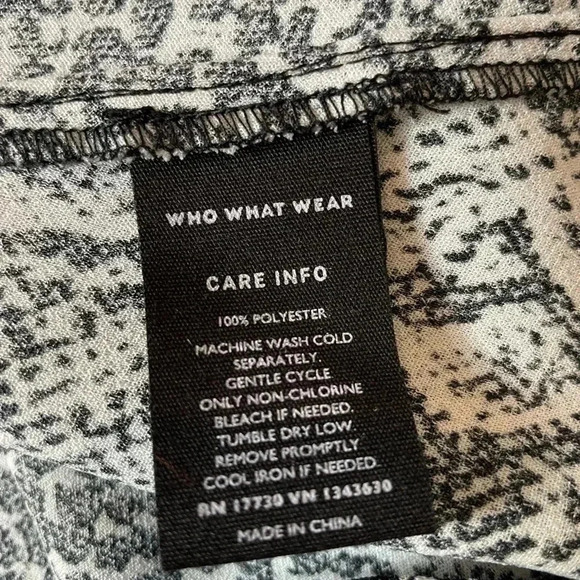 WHO WHAT WEAR
CARE INFO
100% POLYESTER
MACHINE WASH COLD
SEPARATELY.
GENTLE CYCLE
ONLY NON-CHLORINE
BLEACH IF NEEDED.
TUMBLE DRY LOW.
REMOVE PROMPTLY
COOL IRON IF NEEDED.
RN 17730 VN 1343630
MADE IN CHINA